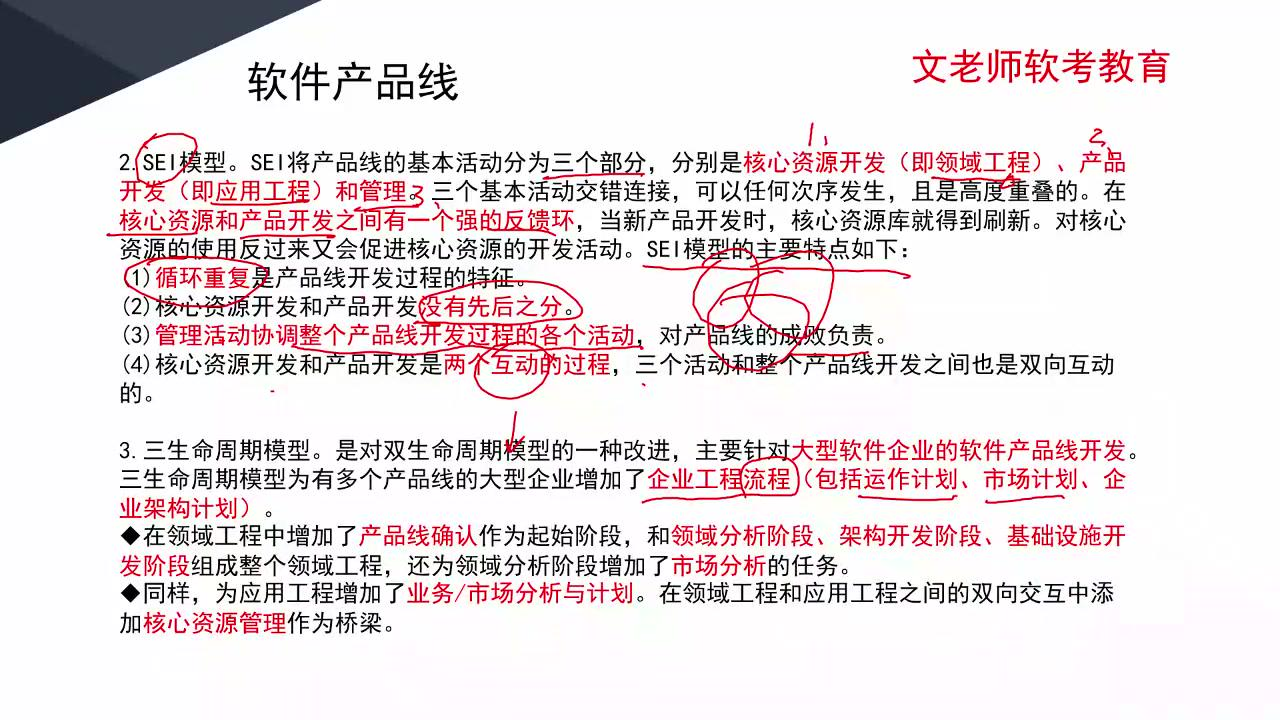 软件产品线
文老师软考教育
1、
2、
2.SEI模型。SEI将产品线的基本活动分为三个部分，分别是核心资源开发（即领域工程）、产品
开发（即应用工程）和管理。三个基本活动交错连接，可以任何次序发生，且是高度重叠的。在
3、
核心资源和产品开发之间有一个强的反馈环，当新产品开发时，核心资源库就得到刷新。对核心
资源的使用反过来又会促进核心资源的开发活动。SEI模型的主要特点如下：
(1)循环重复是产品线开发过程的特征。
(2)核心资源开发和产品开发没有先后之分。
(3)管理活动协调整个产品线开发过程的各个活动，对产品线的成败负责。
(4)核心资源开发和产品开发是两个互动的过程，三个活动和整个产品线开发之间也是双向互动
的。
3.三生命周期模型。是对双生命周期模型的一种改进，主要针对大型软件企业的软件产品线开发。
三生命周期模型为有多个产品线的大型企业增加了企业工程流程（包括运作计划、市场计划、企
业架构计划）。
◆在领域工程中增加了产品线确认作为起始阶段，和领域分析阶段、架构开发阶段、基础设施开
发阶段组成整个领域工程，还为领域分析阶段增加了市场分析的任务。
◆同样，为应用工程增加了业务/市场分析与计划。在领域工程和应用工程之间的双向交互中添
加核心资源管理作为桥梁。